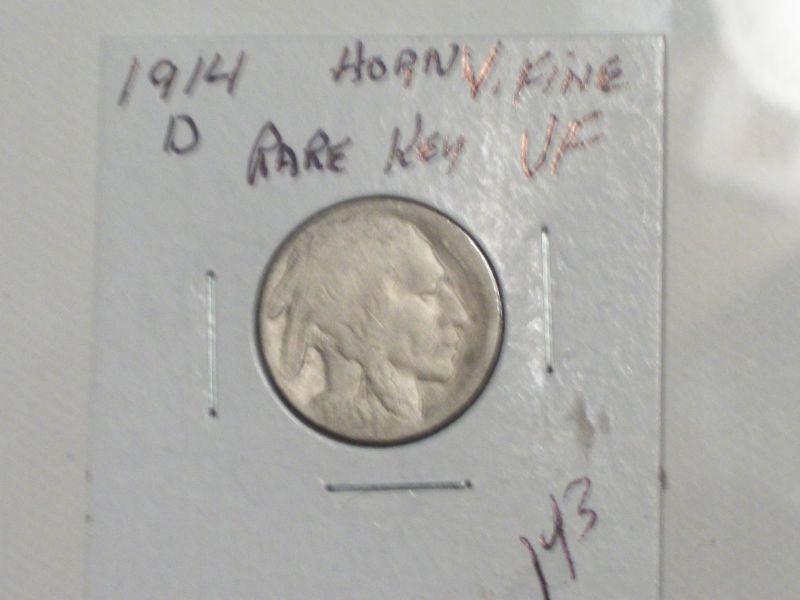 1914 HORN V. FINE
D RARE KEY VF
143